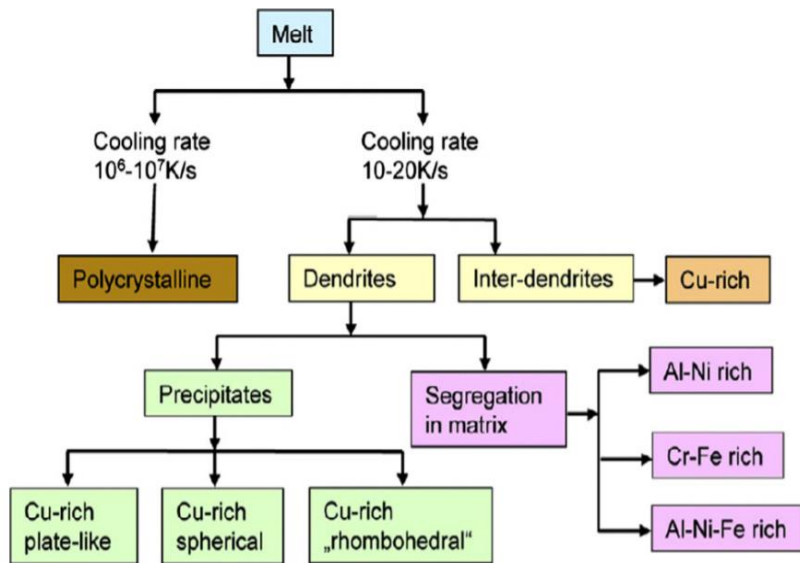 Melt
Cooling rate
10⁶-10⁷K/s
Cooling rate
10-20K/s
Polycrystalline
Dendrites
Inter-dendrites
Cu-rich
Precipitates
Segregation
in matrix
Al-Ni rich
Cr-Fe rich
Al-Ni-Fe rich
Cu-rich
plate-like
Cu-rich
spherical
Cu-rich
„rhombohedral“